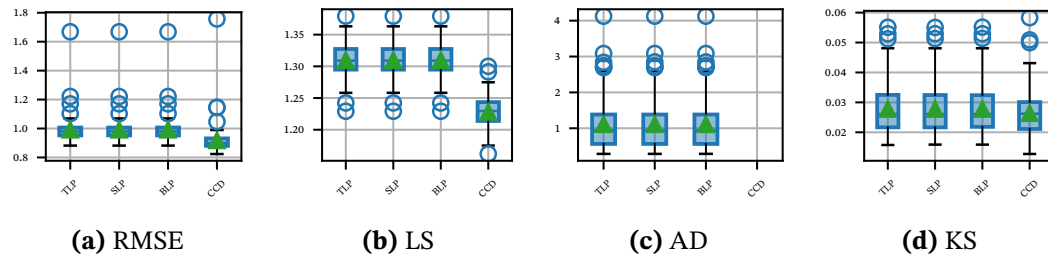 1.8
1.6
1.4
1.2
1.0
0.8
TLP
SLP
BLP
CCD
(a) RMSE
1.35
1.30
1.25
1.20
TLP
SLP
BLP
CCD
(b) LS
4
3
2
1
TLP
SLP
BLP
CCD
(c) AD
0.06
0.05
0.04
0.03
0.02
TLP
SLP
BLP
CCD
(d) KS